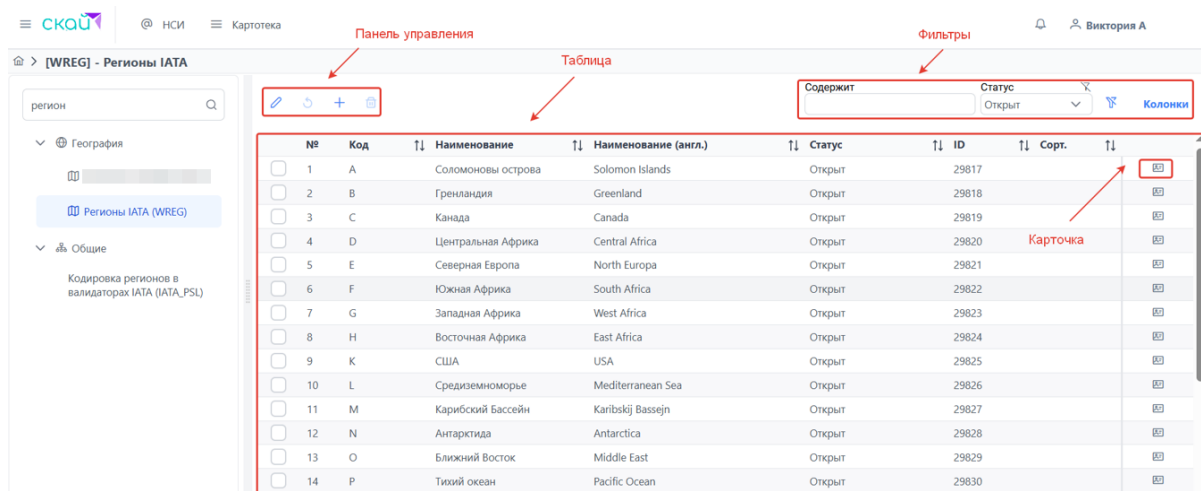 скай @ НСИ Картотека Виктория А
Панель управления
Фильтры
[WREG] - Регионы IATA
Таблица
регион
Содержит Статус
Открыт Колонки
География
Регионы IATA (WREG)
Общие
Кодировка регионов в
валидаторах IATA (IATA_PSL)
№ Код Наименование Наименование (англ.) Статус ID Сорт.
1 A Соломоновы острова Solomon Islands Открыт 29817
2 B Гренландия Greenland Открыт 29818
3 C Канада Canada Открыт 29819
4 D Центральная Африка Central Africa Открыт 29820
Карточка
5 E Северная Европа North Europa Открыт 29821
6 F Южная Африка South Africa Открыт 29822
7 G Западная Африка West Africa Открыт 29823
8 H Восточная Африка East Africa Открыт 29824
9 K США USA Открыт 29825
10 L Средиземноморье Mediterranean Sea Открыт 29826
11 M Карибский Бассейн Karibskij Bassejn Открыт 29827
12 N Антарктида Antarctica Открыт 29828
13 O Ближний Восток Middle East Открыт 29829
14 P Тихий океан Pacific Ocean Открыт 29830